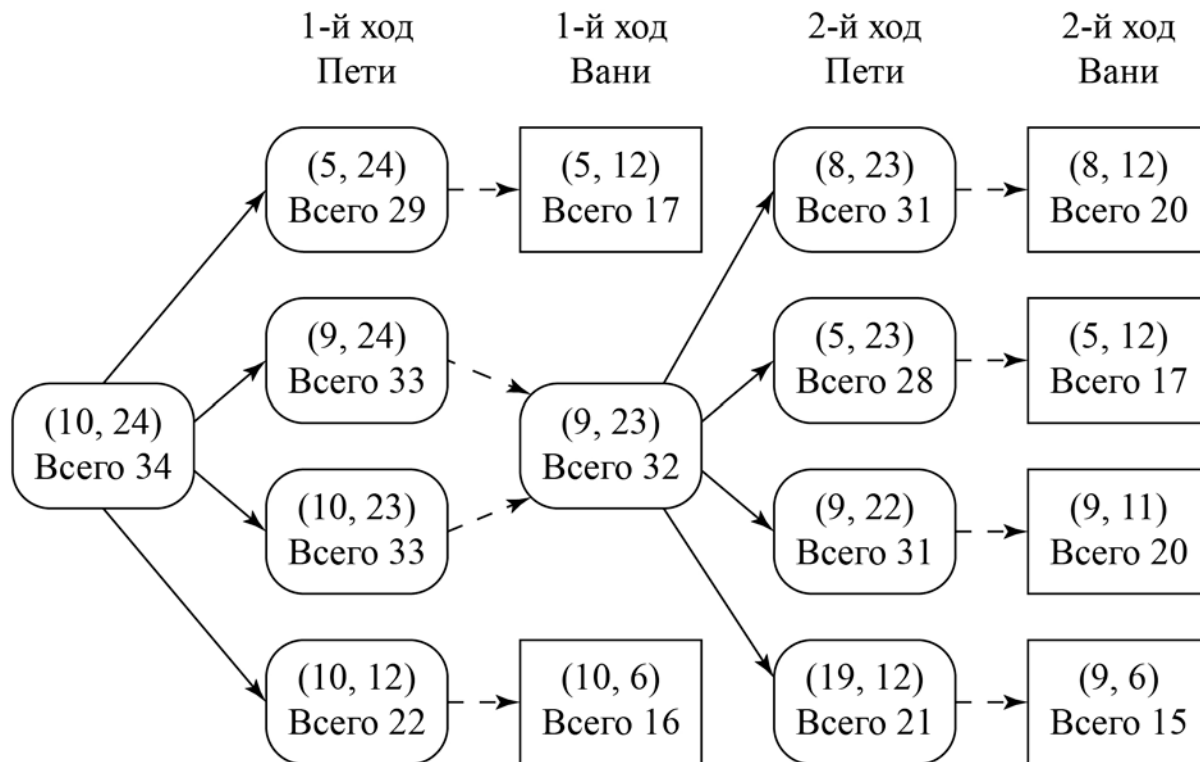 1-й ход
Пети
1-й ход
Вани
2-й ход
Пети
2-й ход
Вани
(5, 24)
Всего 29
(5, 12)
Всего 17
(8, 23)
Всего 31
(8, 12)
Всего 20
(9, 24)
Всего 33
(5, 23)
Всего 28
(5, 12)
Всего 17
(10, 24)
Всего 34
(9, 23)
Всего 32
(10, 23)
Всего 33
(9, 22)
Всего 31
(9, 11)
Всего 20
(10, 12)
Всего 22
(10, 6)
Всего 16
(19, 12)
Всего 21
(9, 6)
Всего 15